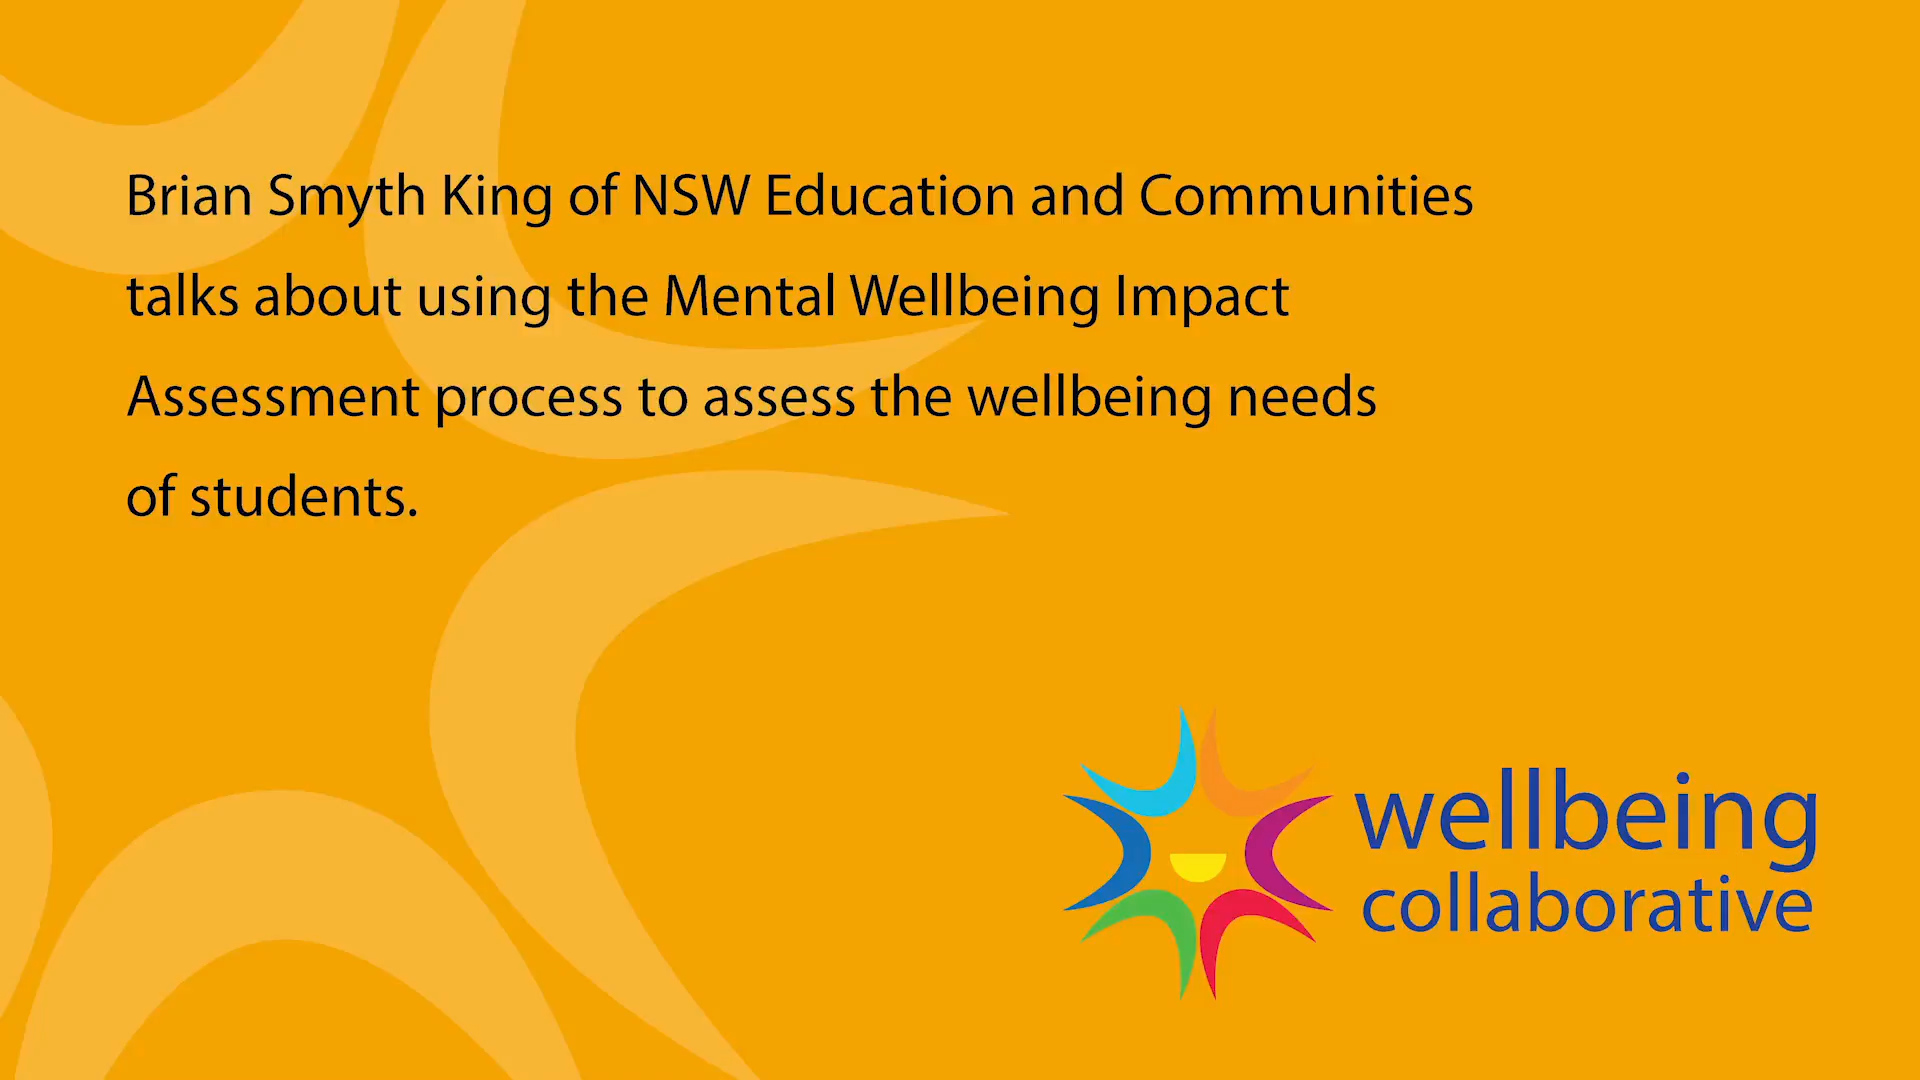 Brian Smyth King of NSW Education and Communities
talks about using the Mental Wellbeing Impact
Assessment process to assess the wellbeing needs
of students.
wellbeing
collaborative